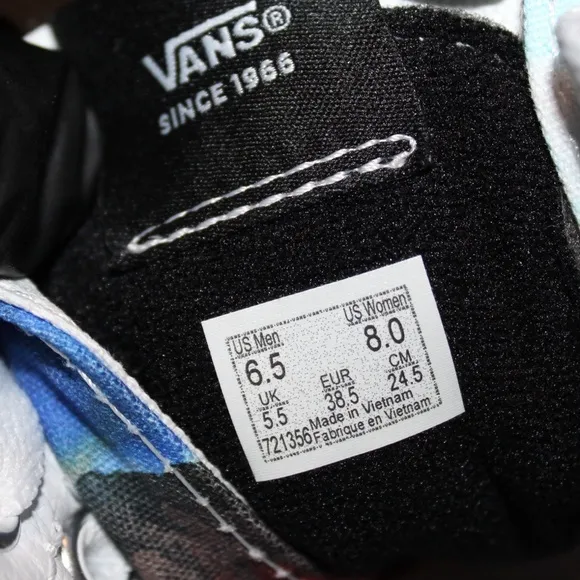 VANS®
SINCE 1966
US Men US Women
6.5 8.0
UK EUR CM
5.5 38.5 24.5
721356 Made in Vietnam
Fabrique en Vietnam